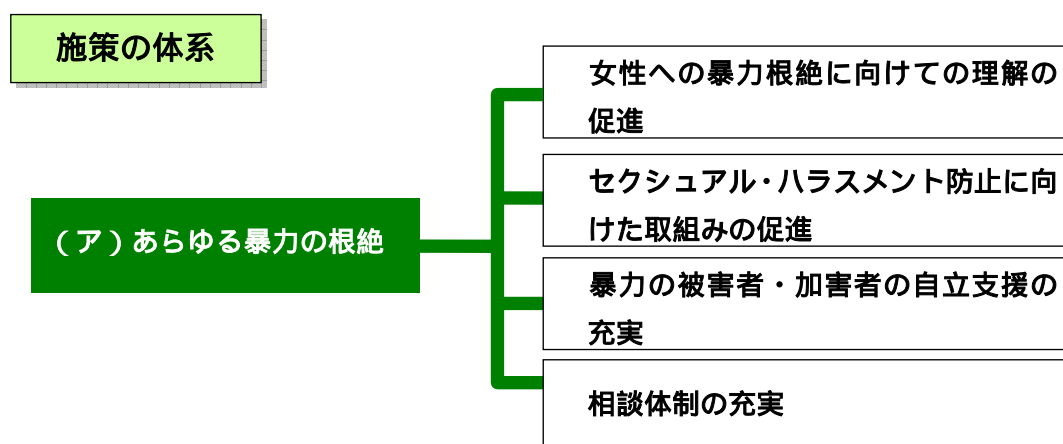 施策の体系
女性への暴力根絶に向けての理解の
促進
セクシュアル・ハラスメント防止に向
けた取組みの促進
(ア)あらゆる暴力の根絶
暴力の被害者・加害者の自立支援の
充実
相談体制の充実